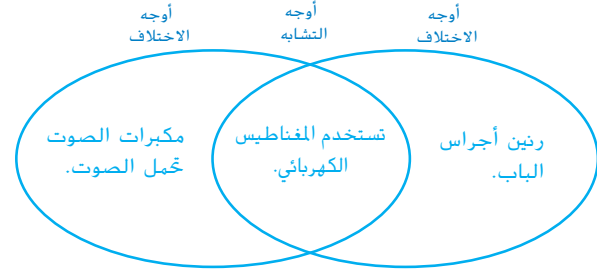 أوجه
الاختلاف
أوجه
التشابه
أوجه
الاختلاف
رنين أجراس
الباب.
تستخدم المغناطيس
الكهربائي.
مكبرات الصوت
تحمل الصوت.